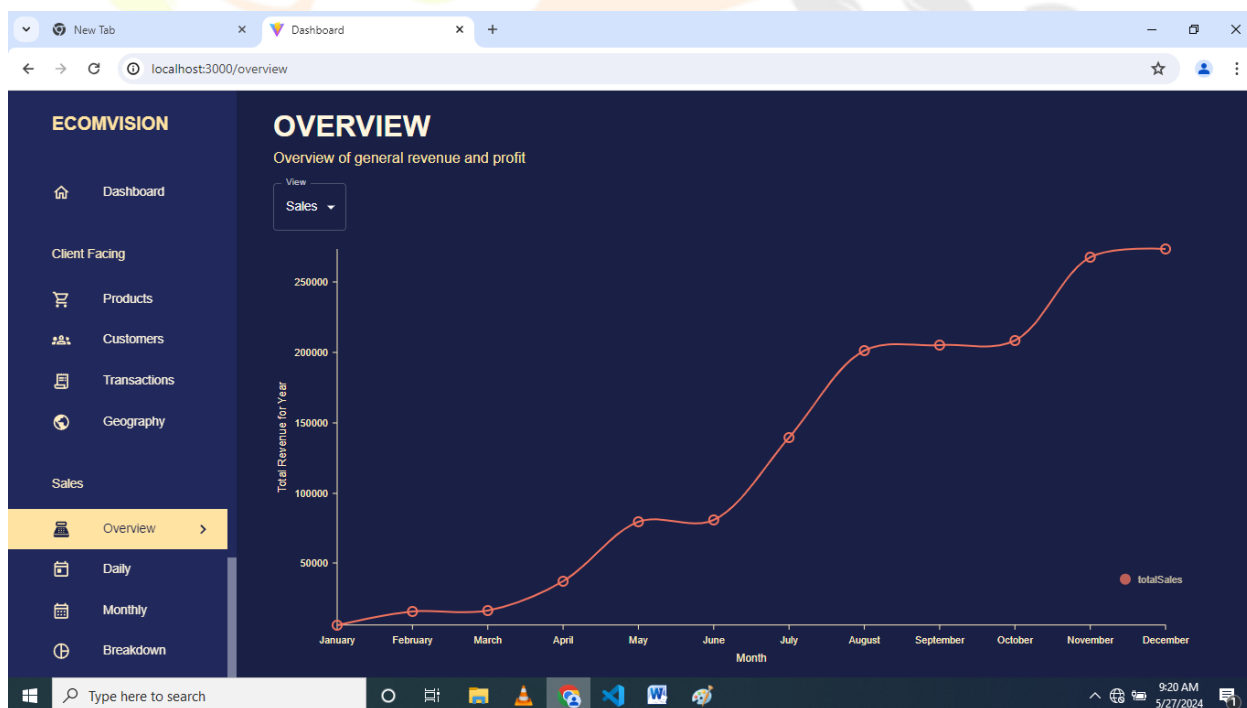 New Tab
Dashboard
localhost:3000/overview
ECOMVISION
Dashboard
Client Facing
Products
Customers
Transactions
Geography
Sales
Overview
Daily
Monthly
Breakdown
OVERVIEW
Overview of general revenue and profit
View
Sales
Total Revenue for Year
250000
200000
150000
100000
50000
January February March April May June July August September October November December
Month
totalSales
Type here to search
9:20 AM
5/27/2024
1